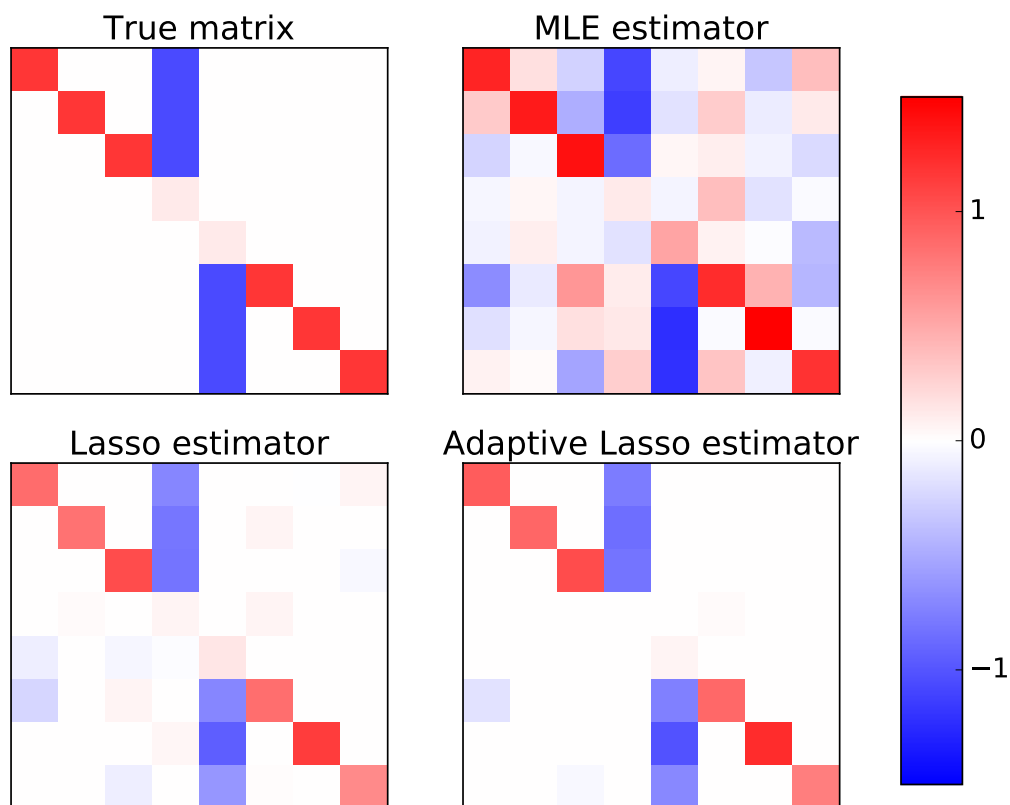 True matrix
MLE estimator
1
0
−1
Lasso estimator
Adaptive Lasso estimator